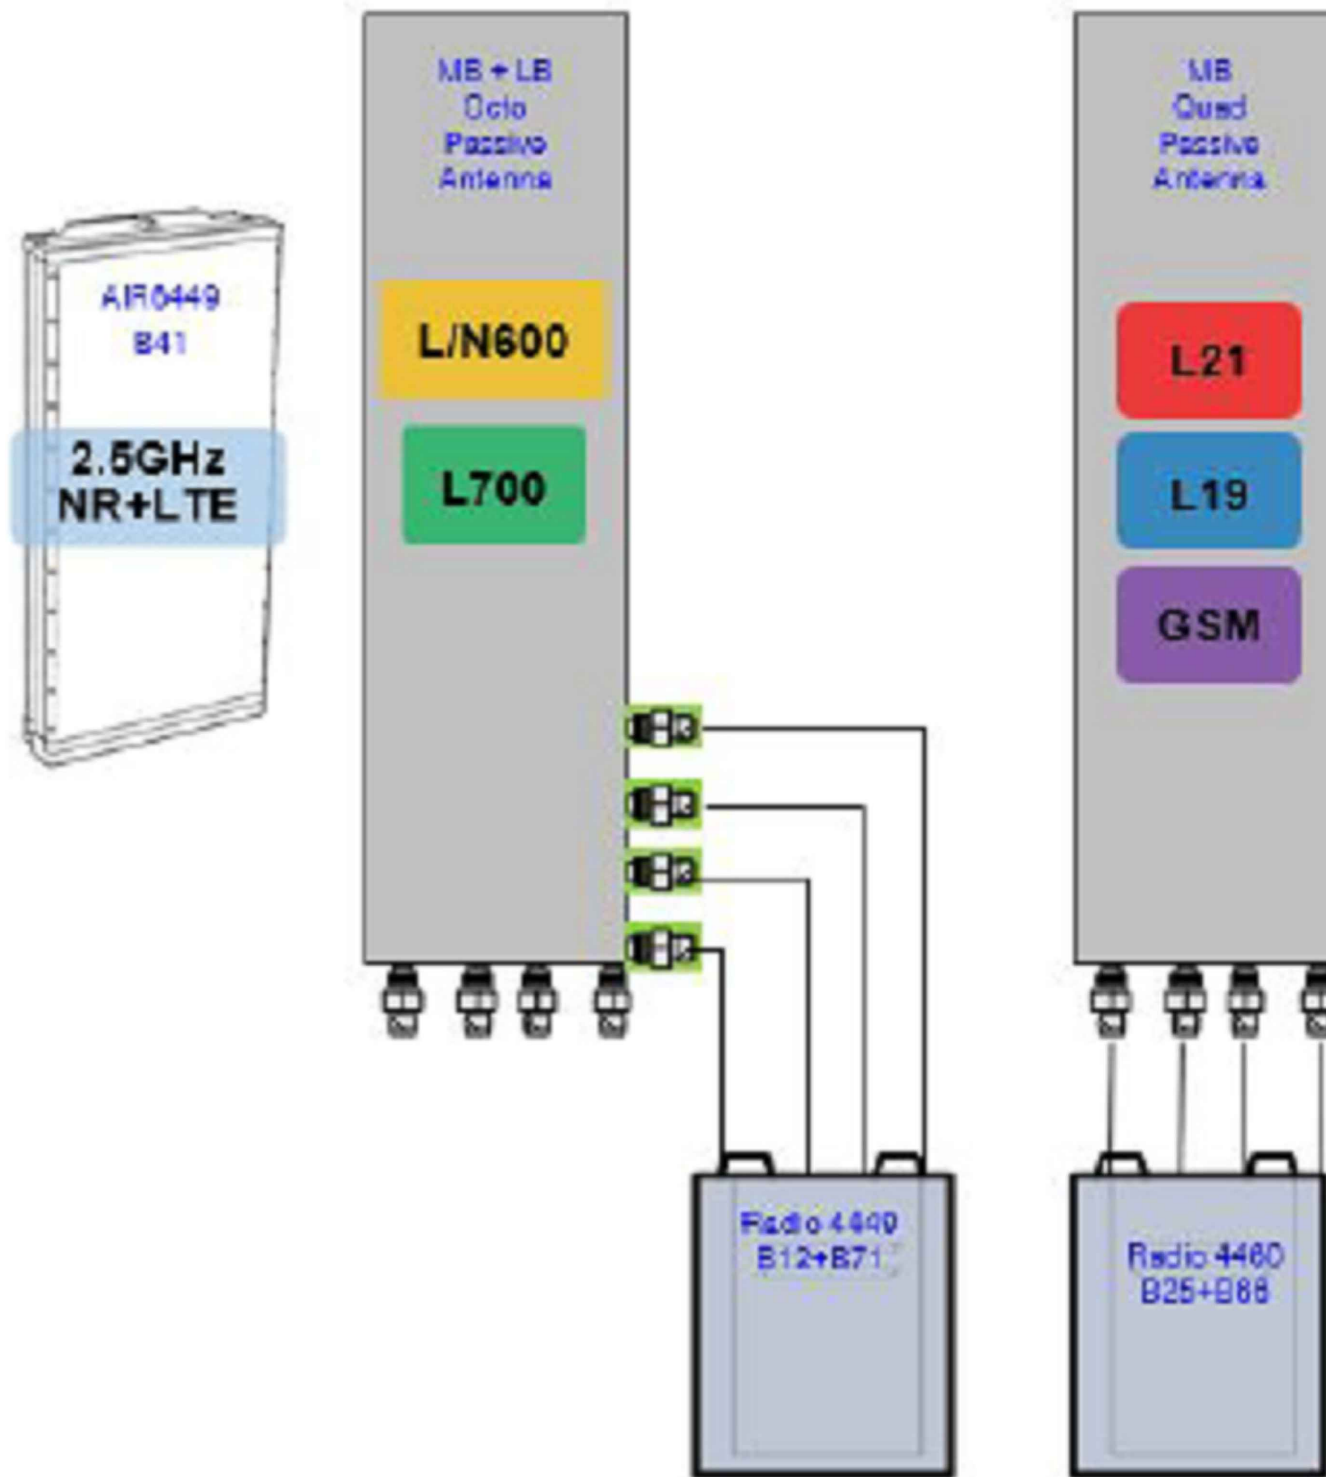 MB + LB
Octo
Passive
Antenna
MB
Quad
Passive
Antenna
AIR6449
B41
L/N600
L21
2.5GHz
NR+LTE
L700
L19
GSM
Radio 4449
B12+B71
Radio 4460
B25+B66